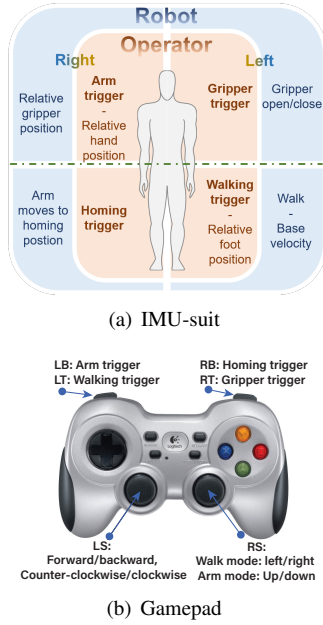 Robot
Operator
Right
Left
Relative
gripper
position
Arm
trigger
-
Relative
hand
position
Gripper
trigger
Gripper
open/close
Arm
moves to
homing
postion
Homing
trigger
Walking
trigger
-
Relative
foot
position
Walk
-
Base
velocity
(a) IMU-suit
LB: Arm trigger
LT: Walking trigger
RB: Homing trigger
RT: Gripper trigger
Logitech
LS:
Forward/backward,
Counter-clockwise/clockwise
RS:
Walk mode: left/right
Arm mode: Up/down
(b) Gamepad